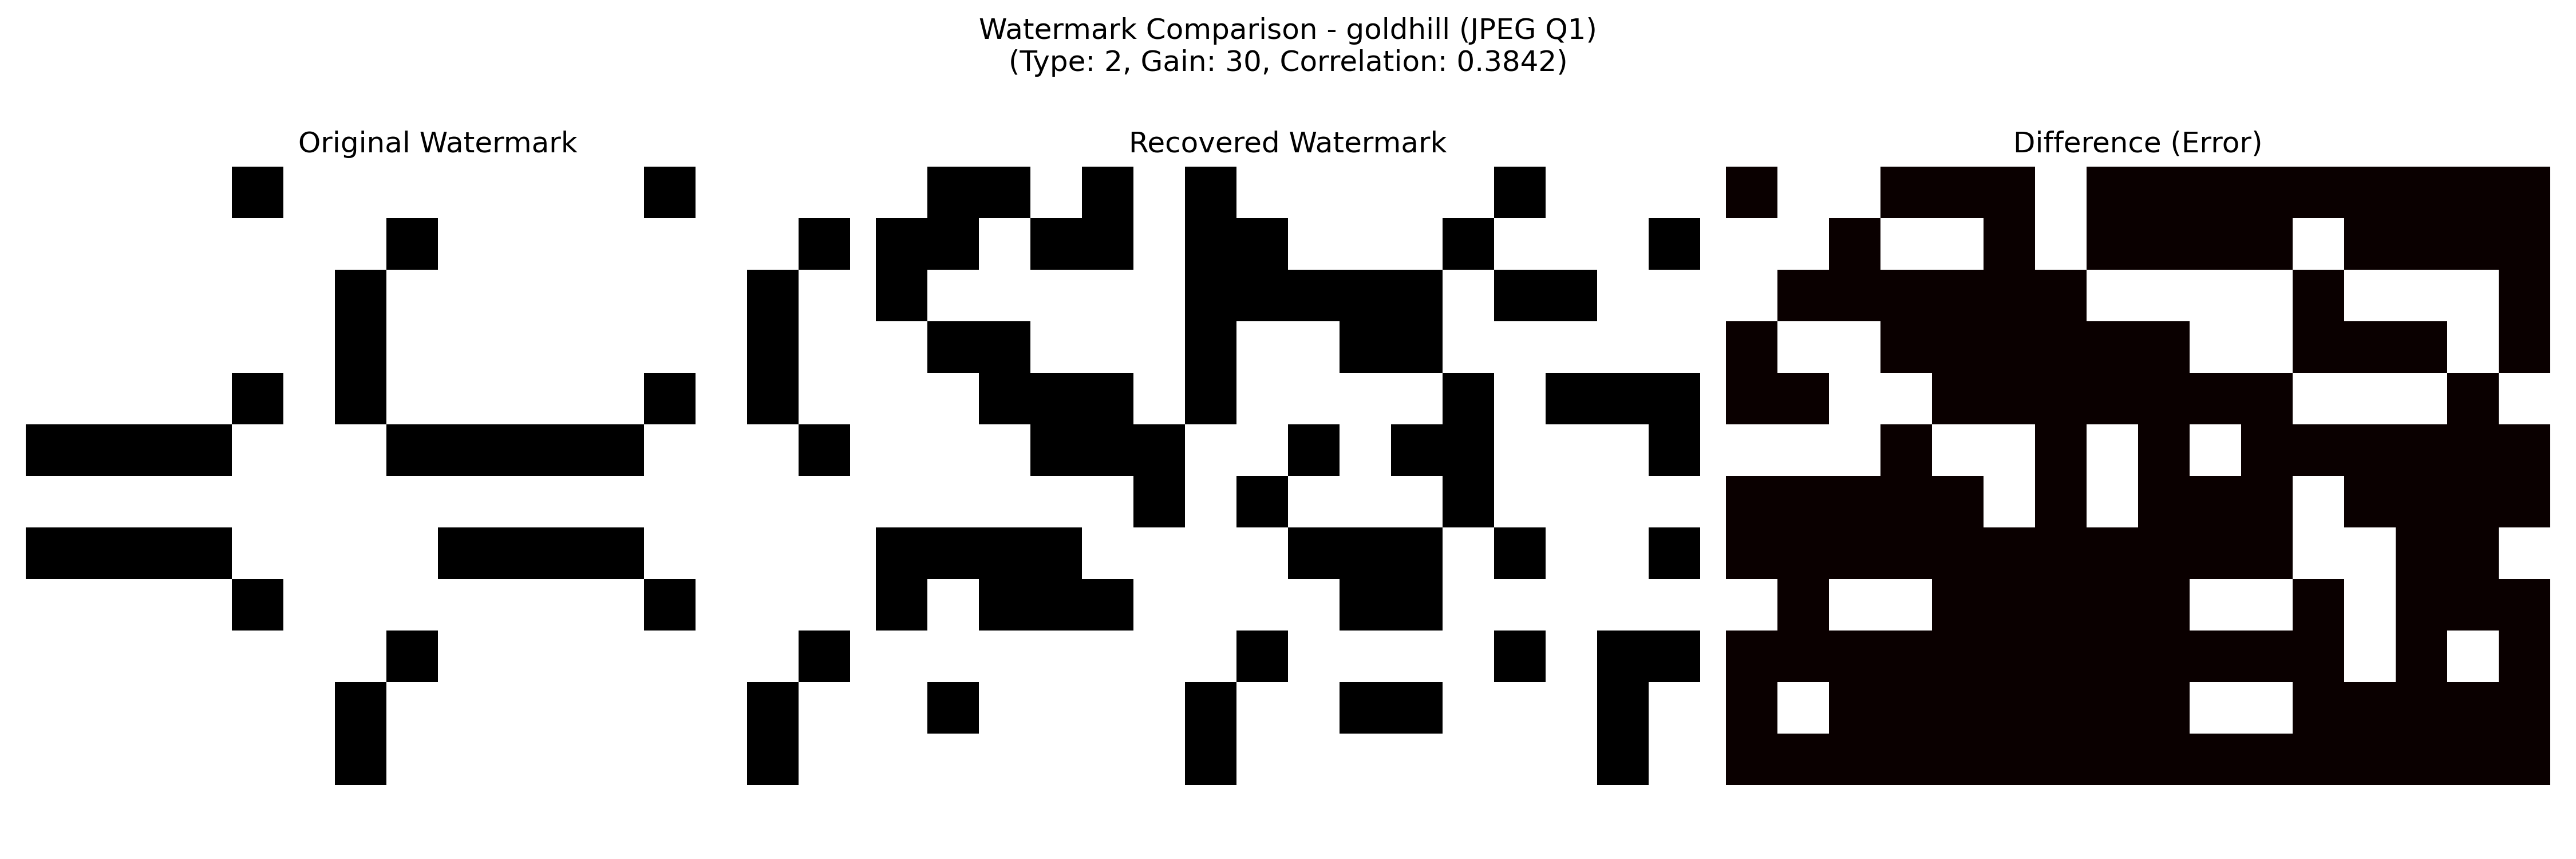 Watermark Comparison - goldhill (JPEG Q1)
(Type: 2, Gain: 30, Correlation: 0.3842)
Original Watermark
Recovered Watermark
Difference (Error)